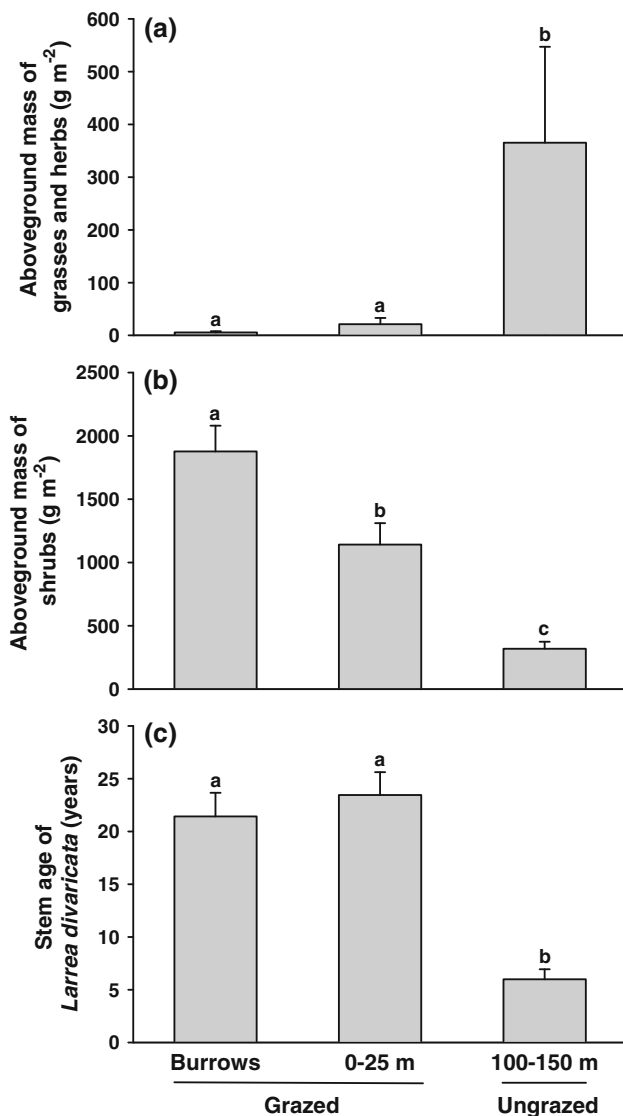 (a)
Aboveground mass of
grasses and herbs (g m⁻²)
600
500
400
300
200
100
0
a
a
b
(b)
Aboveground mass of
shrubs (g m⁻²)
2500
2000
1500
1000
500
0
a
b
c
(c)
Stem age of
Larrea divaricata (years)
30
25
20
15
10
5
0
a
a
b
Burrows
0-25 m
100-150 m
Grazed
Ungrazed